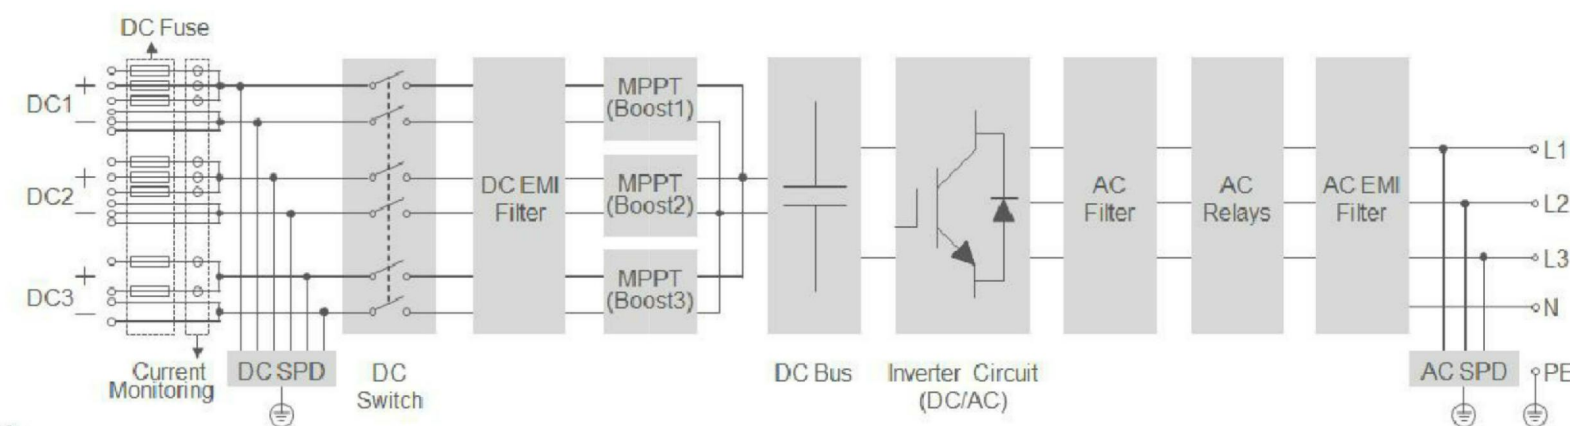 DC Fuse
DC1
+
−
DC2
+
−
DC3
+
−
Current
Monitoring
DC SPD
DC
Switch
DC EMI
Filter
MPPT
(Boost1)
MPPT
(Boost2)
MPPT
(Boost3)
DC Bus
Inverter Circuit
(DC/AC)
AC
Filter
AC
Relays
AC EMI
Filter
L1
L2
L3
N
AC SPD
PE